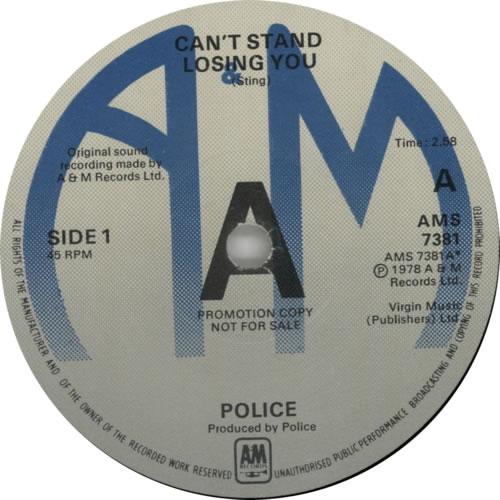 CAN'T STAND
LOSING YOU
(Sting)
A&M
Original sound
recording made by
A & M Records Ltd.
Time: 2.58
A
A
SIDE 1
45 RPM
AMS
7381
AMS 7381A*
Ⓟ 1978 A & M
Records Ltd.
PROMOTION COPY
NOT FOR SALE
Virgin Music
(Publishers) Ltd
POLICE
Produced by Police
AM
RECORDS
ALL RIGHTS OF THE MANUFACTURER AND OF THE OWNER OF THE RECORDED WORK RESERVED
UNAUTHORISED PUBLIC PERFORMANCE BROADCASTING AND COPYING OF THIS RECORD PROHIBITED